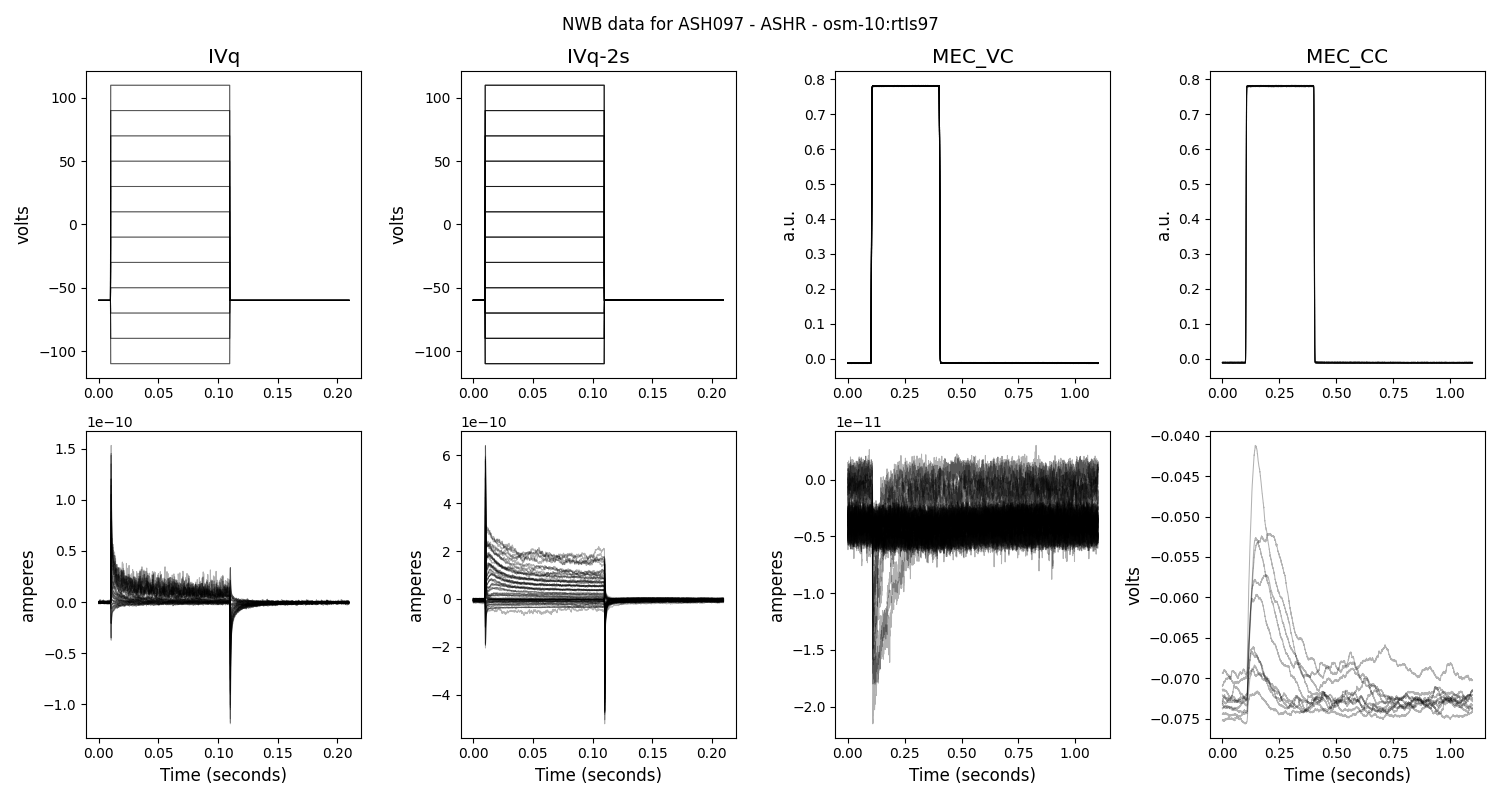 NWB data for ASH097 - ASHR - osm-10:rtIs97
IVq
IVq-2s
MEC_VC
MEC_CC
volts
100
50
0
−50
−100
0.00 0.05 0.10 0.15 0.20
volts
100
50
0
−50
−100
0.00 0.05 0.10 0.15 0.20
a.u.
0.8
0.7
0.6
0.5
0.4
0.3
0.2
0.1
0.0
0.00 0.25 0.50 0.75 1.00
a.u.
0.8
0.7
0.6
0.5
0.4
0.3
0.2
0.1
0.0
0.00 0.25 0.50 0.75 1.00
1e−10
amperes
1.5
1.0
0.5
0.0
−0.5
−1.0
0.00 0.05 0.10 0.15 0.20
Time (seconds)
1e−10
amperes
6
4
2
0
−2
−4
0.00 0.05 0.10 0.15 0.20
Time (seconds)
1e−11
amperes
0.0
−0.5
−1.0
−1.5
−2.0
0.00 0.25 0.50 0.75 1.00
Time (seconds)
volts
−0.040
−0.045
−0.050
−0.055
−0.060
−0.065
−0.070
−0.075
0.00 0.25 0.50 0.75 1.00
Time (seconds)